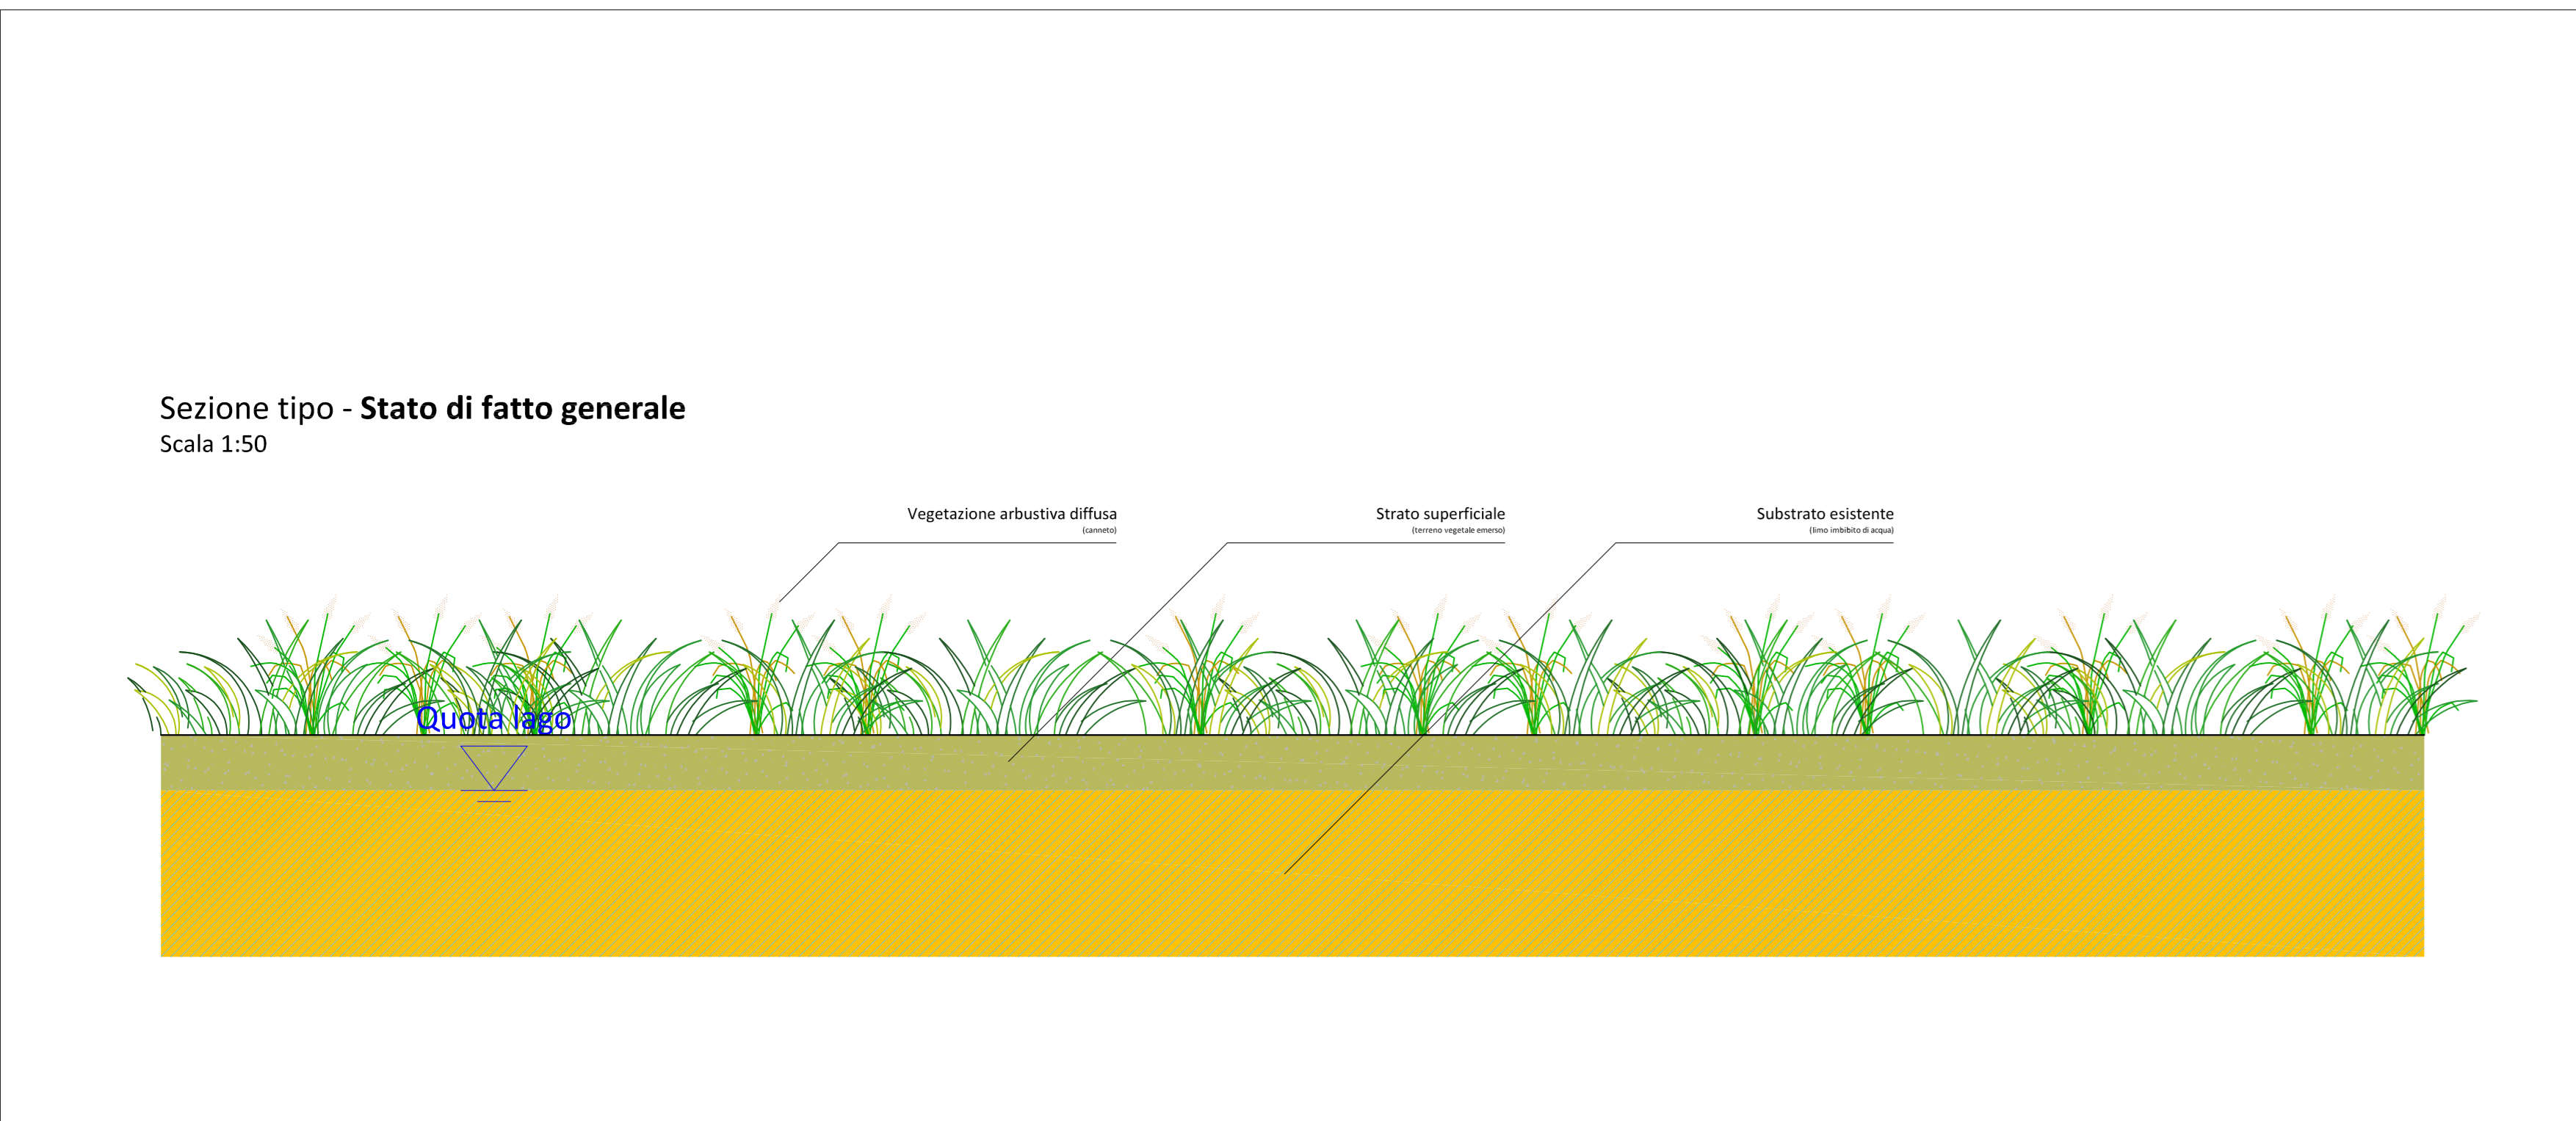 Sezione tipo - Stato di fatto generale
Scala 1:50
Vegetazione arbustiva diffusa
(canneto)
Strato superficiale
(terreno vegetale emerso)
Substrato esistente
(limo imbibito di acqua)
Quota lago